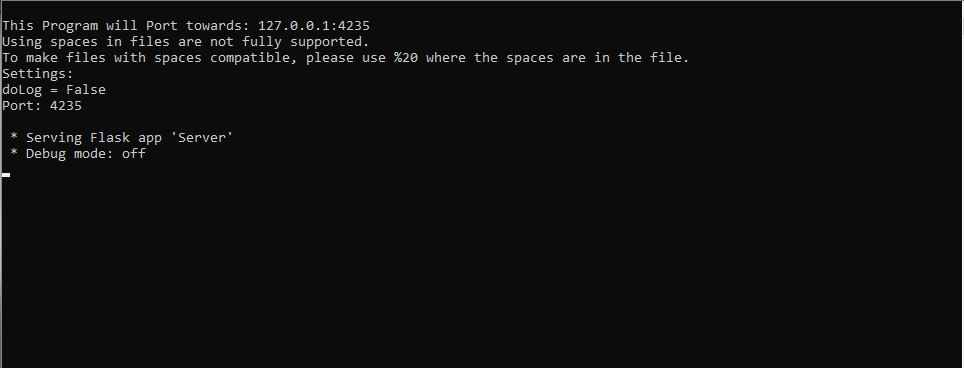 This Program will Port towards: 127.0.0.1:4235
Using spaces in files are not fully supported.
To make files with spaces compatible, please use %20 where the spaces are in the file.
Settings:
doLog = False
Port: 4235
* Serving Flask app 'Server'
* Debug mode: off